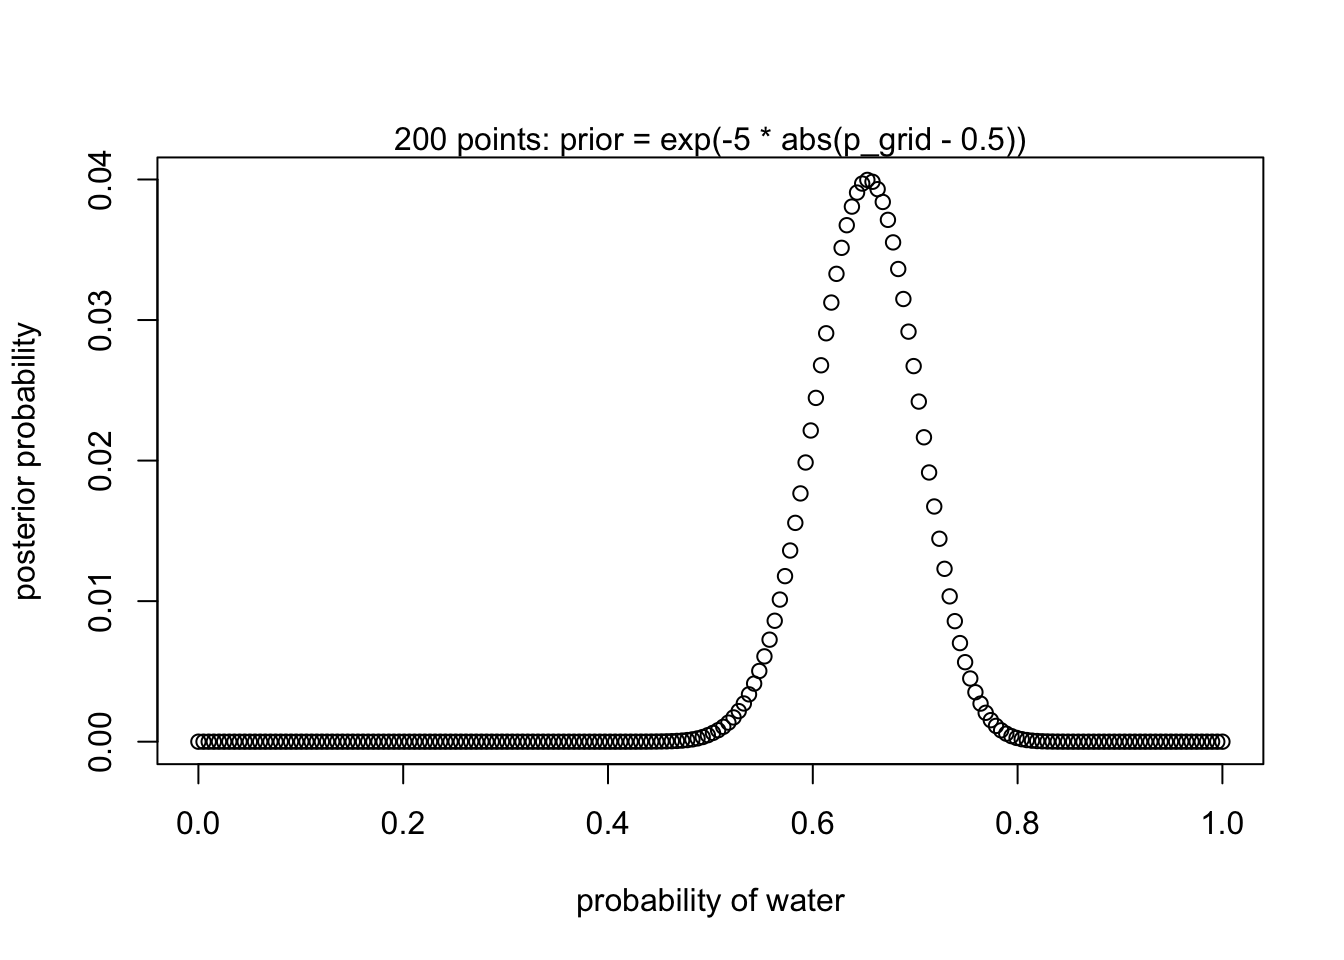 200 points: prior = exp(-5 * abs(p_grid - 0.5))
posterior probability
0.04
0.03
0.02
0.01
0.00
0.0 0.2 0.4 0.6 0.8 1.0
probability of water